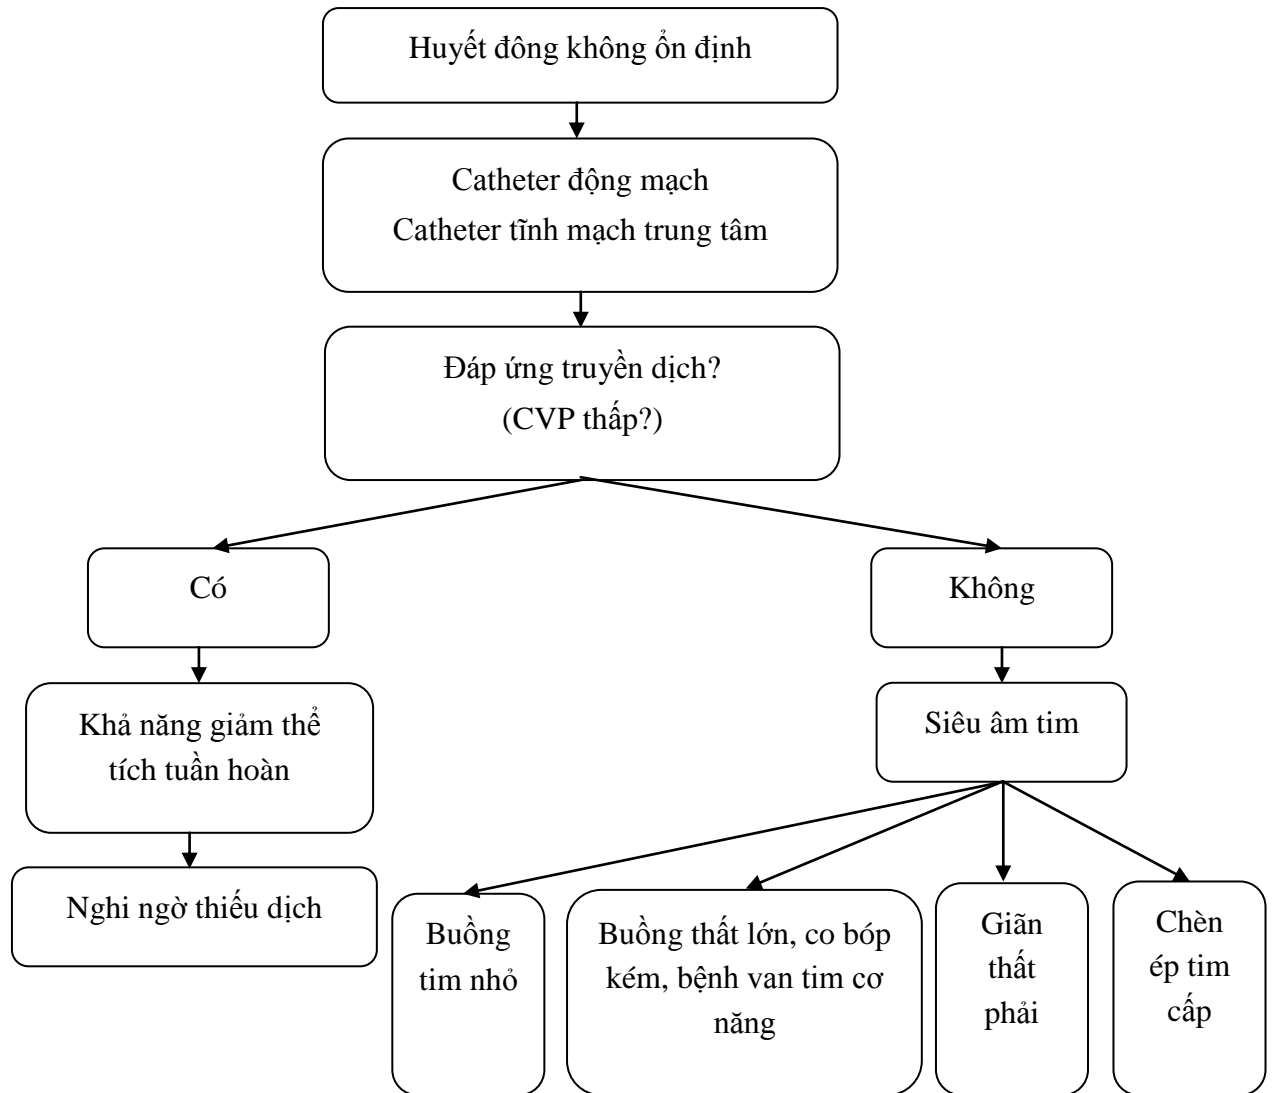 Huyết đông không ổn định
Catheter động mạch
Catheter tĩnh mạch trung tâm
Đáp ứng truyền dịch?
(CVP thấp?)
Có
Không
Khả năng giảm thể
tích tuần hoàn
Siêu âm tim
Nghi ngờ thiếu dịch
Buồng
tim nhỏ
Buồng thất lớn, co bóp
kém, bệnh van tim cơ
năng
Giãn
thất
phải
Chèn
ép tim
cấp